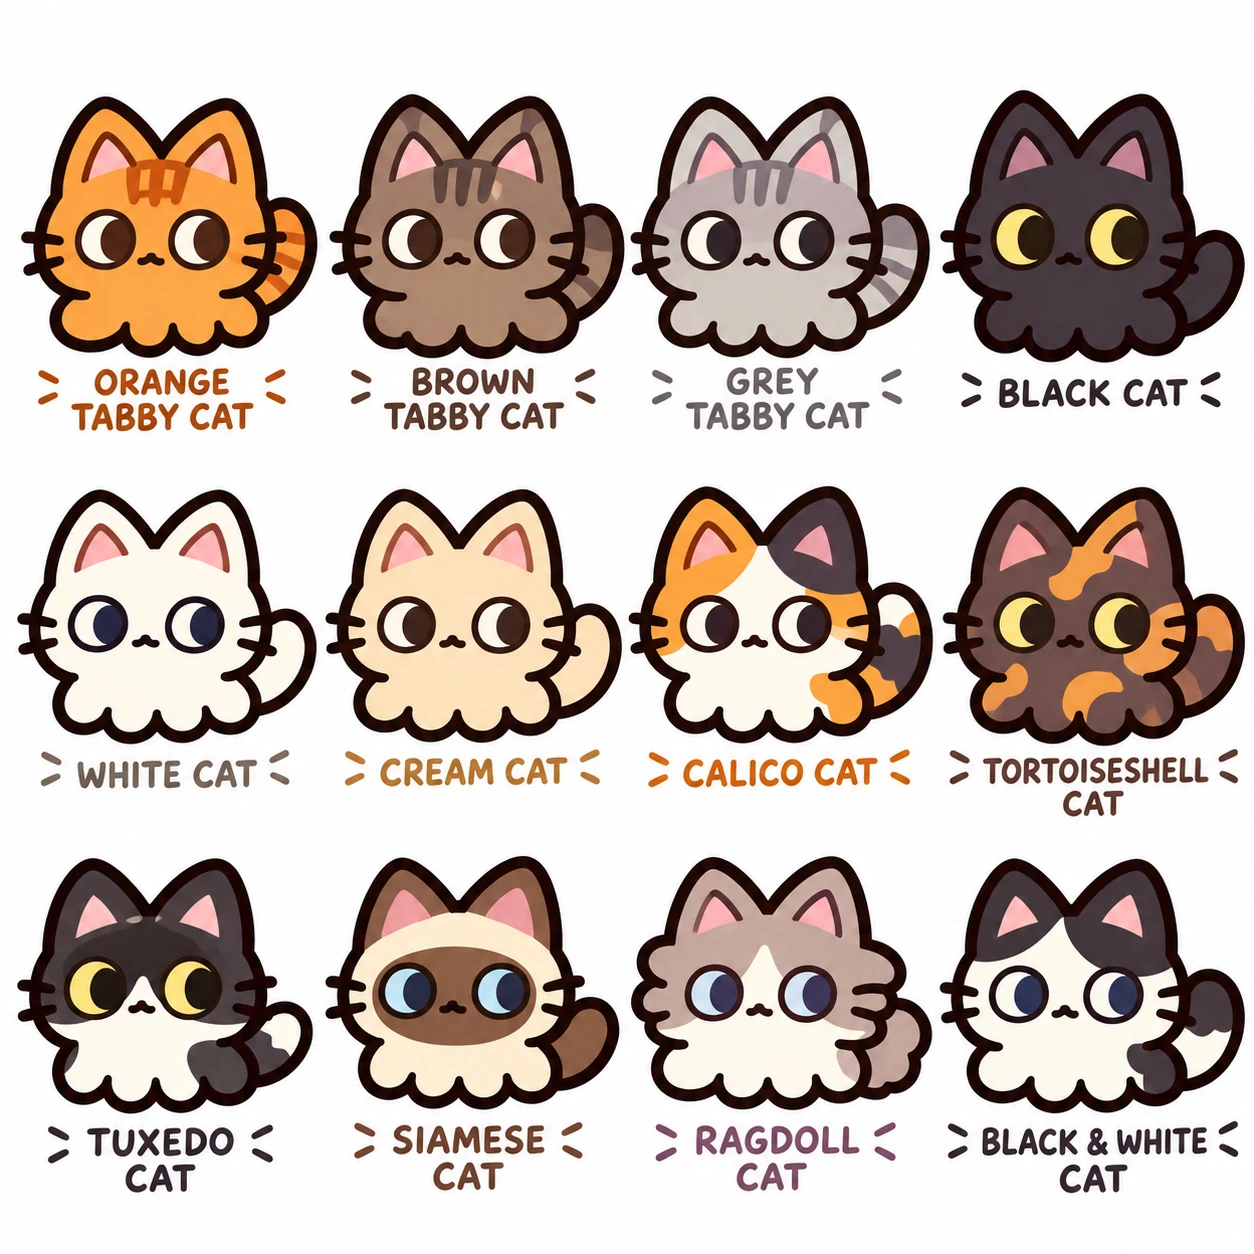 ORANGE
TABBY CAT
BROWN
TABBY CAT
GREY
TABBY CAT
BLACK CAT
WHITE CAT
CREAM CAT
CALICO CAT
TORTOISESHELL
CAT
TUXEDO
CAT
SIAMESE
CAT
RAGDOLL
CAT
BLACK & WHITE
CAT